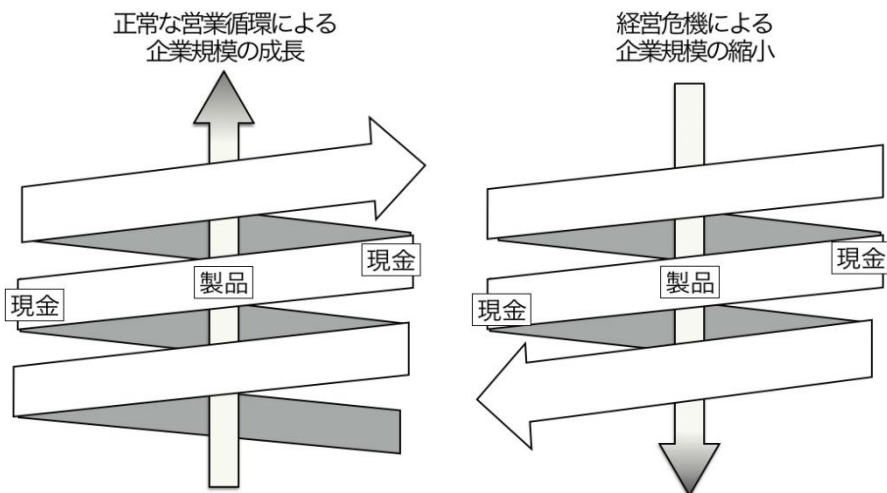 正常な営業循環による
企業規模の成長
現金
製品
現金
経営危機による
企業規模の縮小
現金
製品
現金